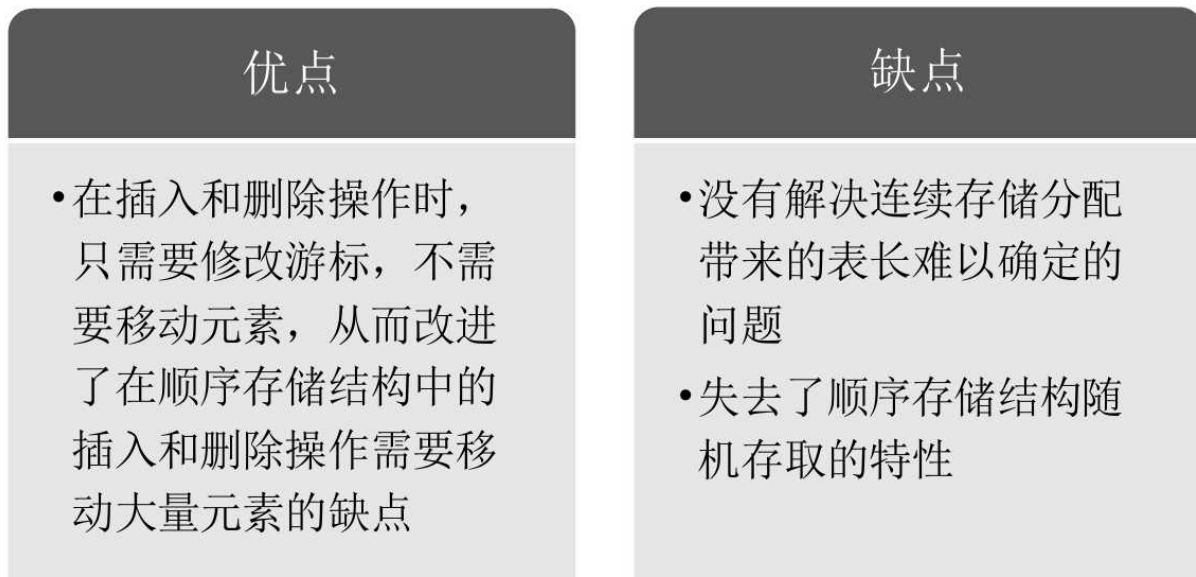 优点
•在插入和删除操作时，
只需要修改游标，不需
要移动元素，从而改进
了在顺序存储结构中的
插入和删除操作需要移
动大量元素的缺点
缺点
•没有解决连续存储分配
带来的表长难以确定的
问题
•失去了顺序存储结构随
机存取的特性